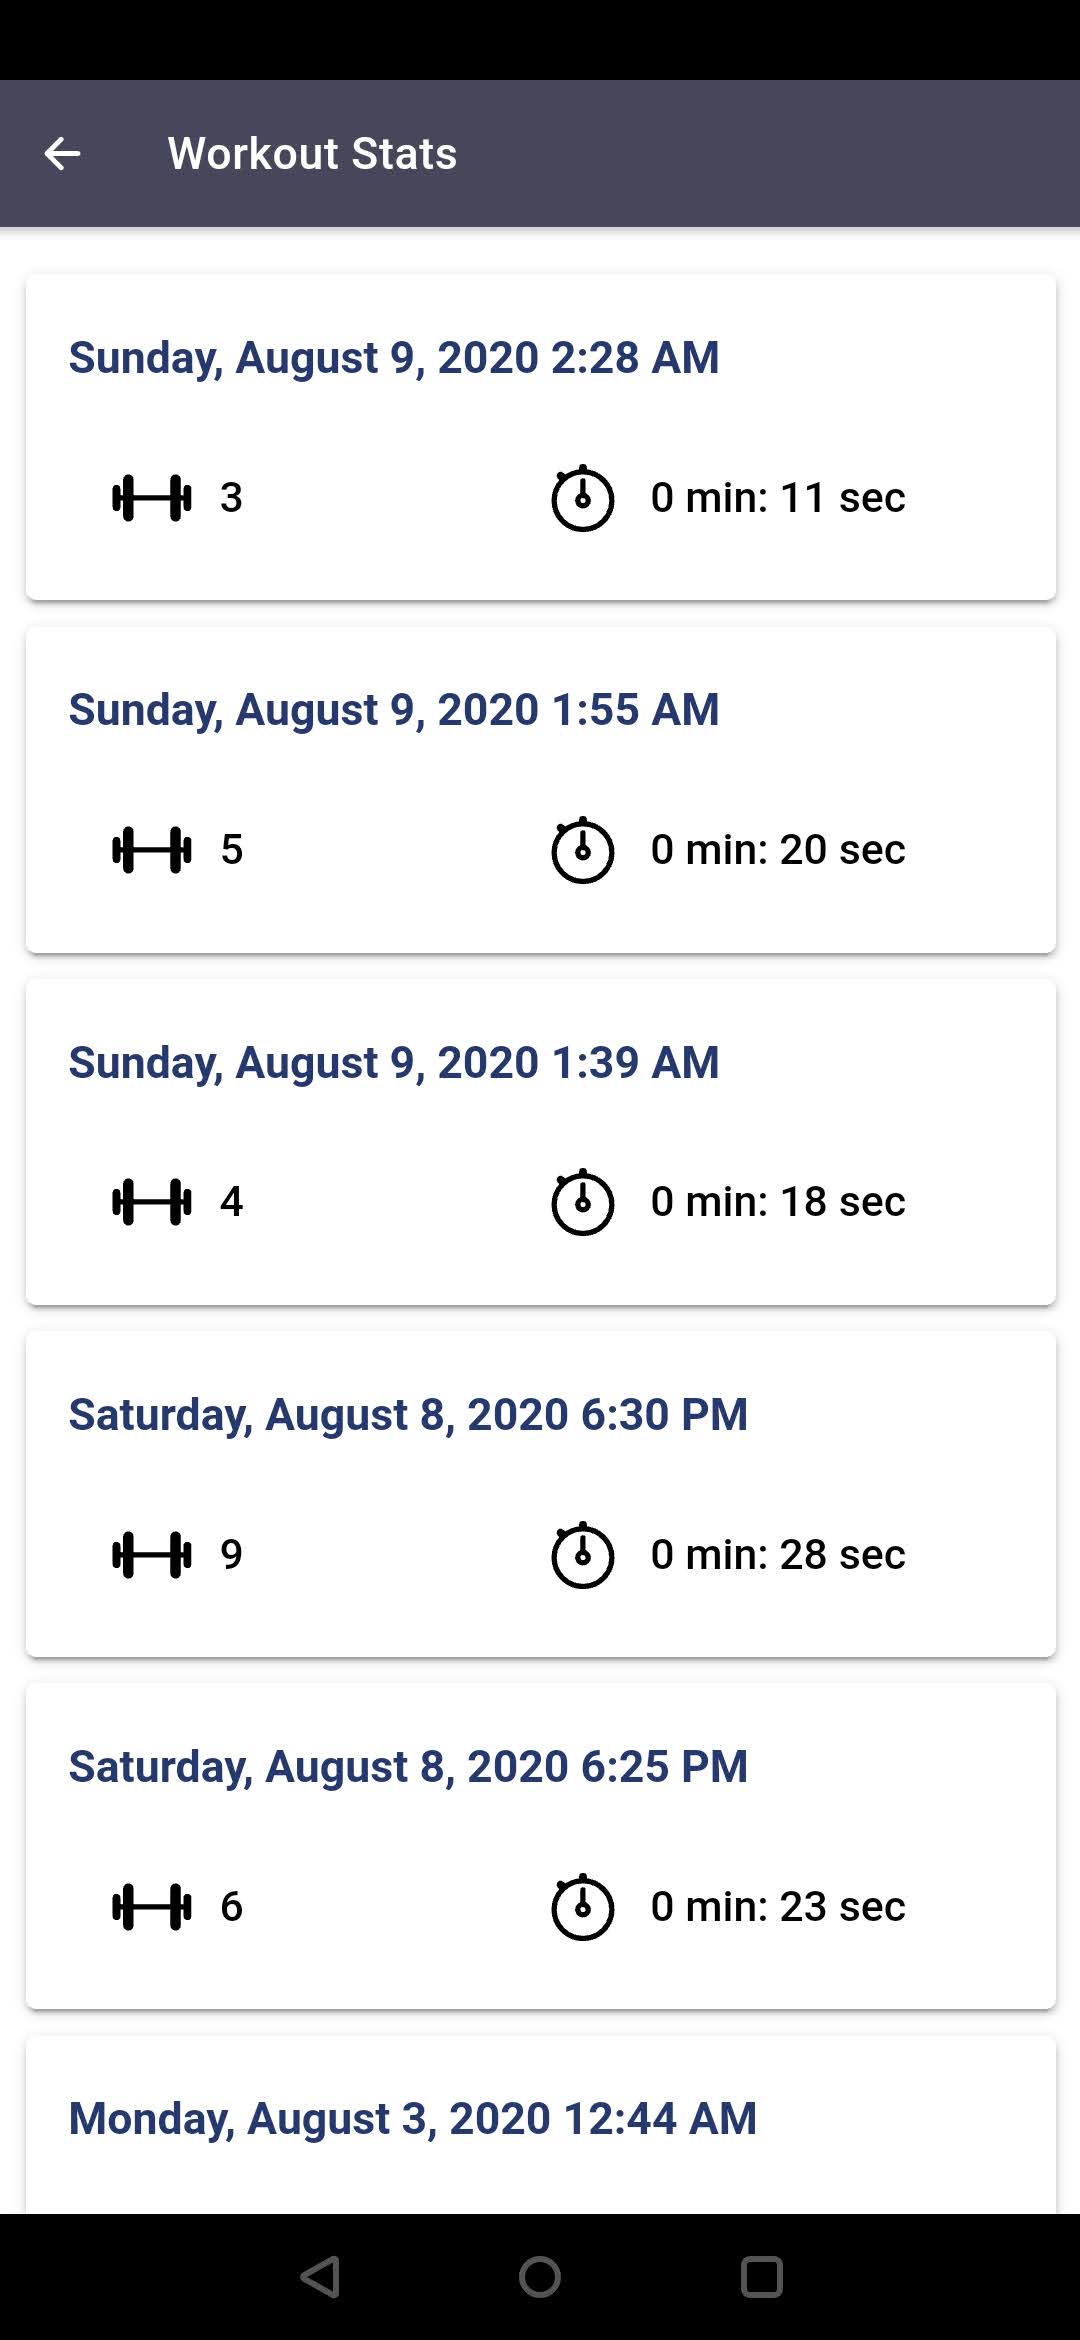 Workout Stats
Sunday, August 9, 2020 2:28 AM
3 0 min: 11 sec
Sunday, August 9, 2020 1:55 AM
5 0 min: 20 sec
Sunday, August 9, 2020 1:39 AM
4 0 min: 18 sec
Saturday, August 8, 2020 6:30 PM
9 0 min: 28 sec
Saturday, August 8, 2020 6:25 PM
6 0 min: 23 sec
Monday, August 3, 2020 12:44 AM